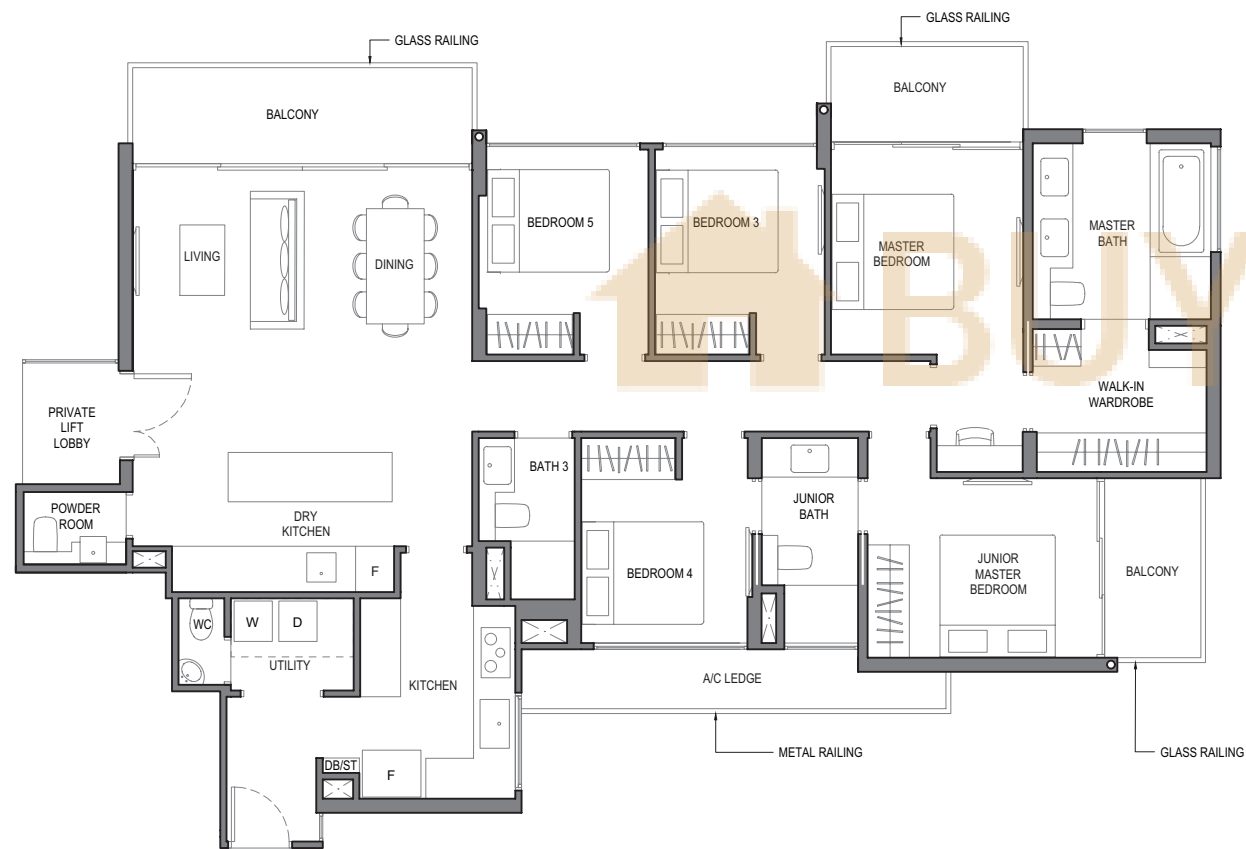 GLASS RAILING
GLASS RAILING
BALCONY
BALCONY
BEDROOM 5
BEDROOM 3
MASTER
BATH
LIVING
DINING
MASTER
BEDROOM
BUY
WALK-IN
WARDROBE
PRIVATE
LIFT
LOBBY
BATH 3
POWDER
ROOM
DRY
KITCHEN
JUNIOR
BATH
F
BEDROOM 4
JUNIOR
MASTER
BEDROOM
BALCONY
WC
W
D
UTILITY
KITCHEN
A/C LEDGE
METAL RAILING
GLASS RAILING
DB/ST
F